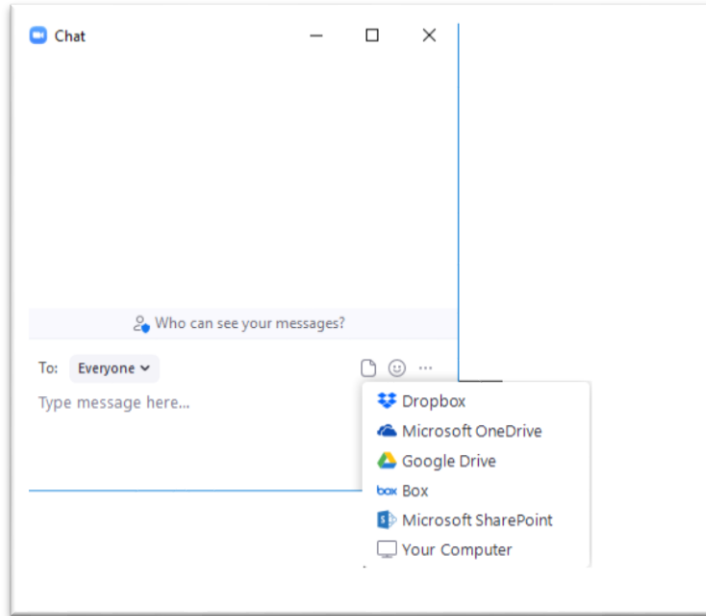 Chat
Who can see your messages?
To: Everyone
Type message here...
Dropbox
Microsoft OneDrive
Google Drive
box Box
Microsoft SharePoint
Your Computer